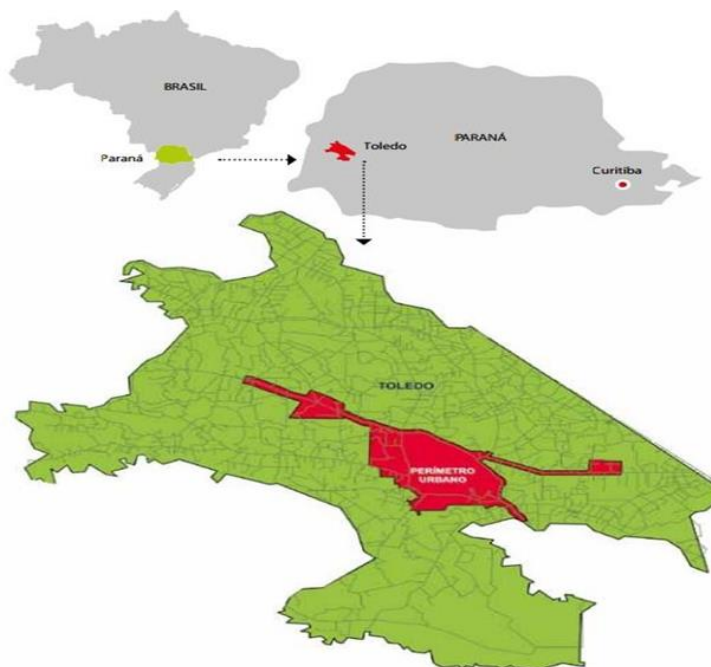 BRASIL
Paraná
Toledo
PARANÁ
Curitiba
TOLEDO
PERÍMETRO
URBANO